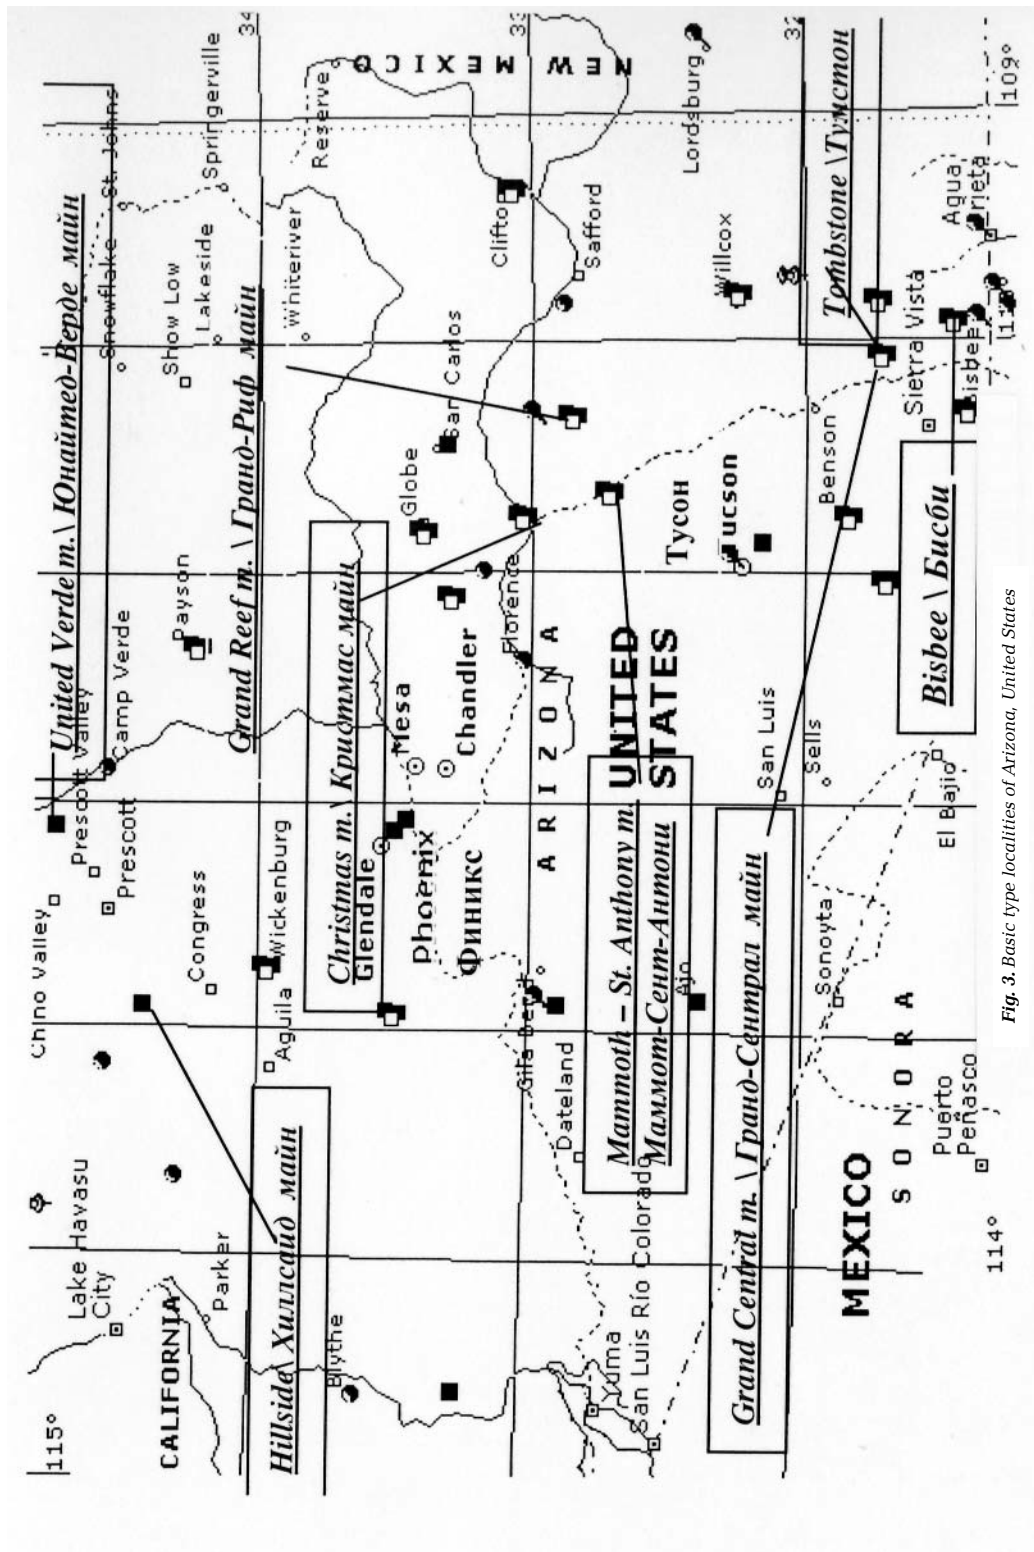 115°
114°
109°
34
33
32
CALIFORNIA
NEW MEXICO
ARIZONA
UNITED
STATES
MEXICO
SONORA
United Verde m. \ Юнайтед-Верде майн
Grand Reef m. \ Гранд-Риф майн
Christmas m. \ Кристмас майн
Hillside\ Хиллсайд майн
Mammoth – St. Anthony m.
Маммот-Сент-Антони
Grand Central m. \ Гранд-Сентрал майн
Tombstone \Тумстон
Bisbee \ Бисби
Lake Havasu
City
Parker
Blythe
Yuma
San Luis Río Colorado
Chino Valley
Prescott Valley
Prescott
Camp Verde
Congress
Wickenburg
Aguila
Payson
Snowflake
St. Johns
Show Low
Lakeside
Springerville
Whiteriver
Reserve
Glendale
Phoenix
Финикс
Mesa
Chandler
Globe
San Carlos
Florence
Clifto
Safford
Lordsburg
Willcox
Dateland
Gila Bend
Ajo
Тусон
Tucson
Benson
Sierra Vista
Bisbee
Agua
Prieta
San Luis
Sells
Sonoyta
El Bajio
Puerto
Peñasco
Fig. 3. Basic type localities of Arizona, United States